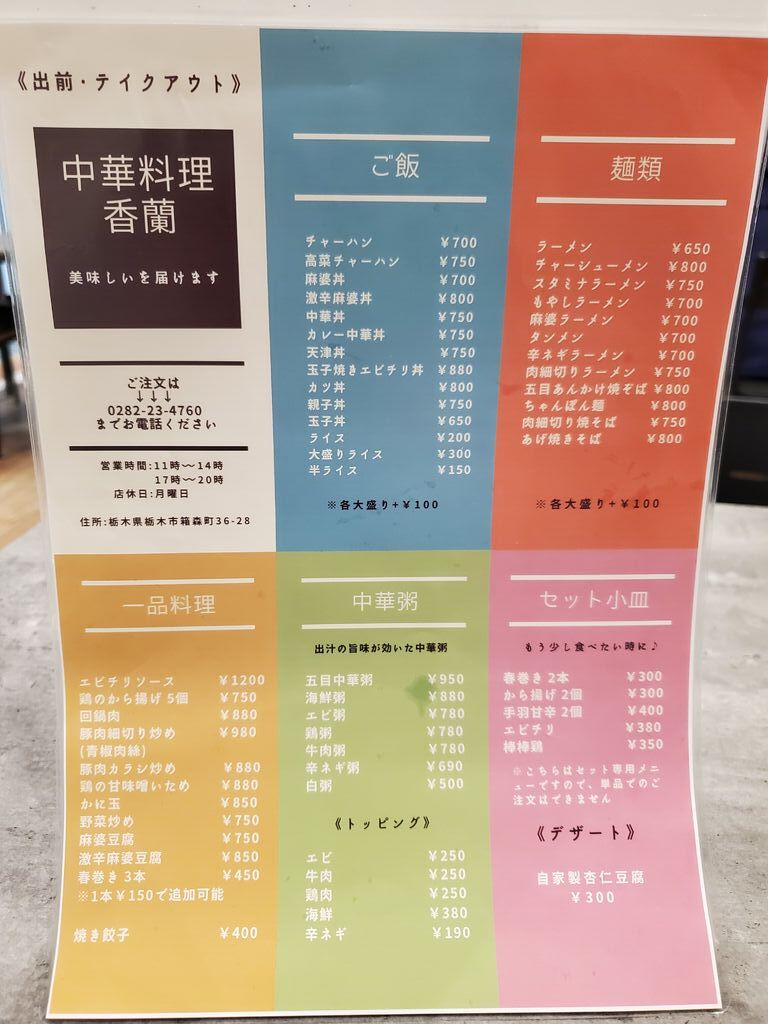 《出前・テイクアウト》
中華料理
香蘭
美味しいを届けます
ご注文は
↓↓↓
0282-23-4760
までお電話ください
営業時間:11時〜14時
17時〜20時
店休日:月曜日
住所:栃木県栃木市箱森町36-28
ご飯
チャーハン ¥700
高菜チャーハン ¥750
麻婆丼 ¥700
激辛麻婆丼 ¥800
中華丼 ¥750
カレー中華丼 ¥750
天津丼 ¥750
玉子焼きエビチリ丼 ¥880
カツ丼 ¥800
親子丼 ¥750
玉子丼 ¥650
ライス ¥200
大盛りライス ¥300
半ライス ¥150
※各大盛り+¥100
麺類
ラーメン ¥650
チャーシューメン ¥800
スタミナラーメン ¥750
もやしラーメン ¥700
麻婆ラーメン ¥700
タンメン ¥700
辛ネギラーメン ¥700
肉細切りラーメン ¥750
五目あんかけ焼そば ¥800
ちゃんぽん麺 ¥800
肉細切り焼そば ¥750
あげ焼きそば ¥800
※各大盛り+¥100
一品料理
エビチリソース ¥1200
鶏のから揚げ 5個 ¥750
回鍋肉 ¥880
豚肉細切り炒め ¥980
(青椒肉絲)
豚肉カラシ炒め ¥880
鶏の甘味噌いため ¥880
かに玉 ¥850
野菜炒め ¥750
麻婆豆腐 ¥750
激辛麻婆豆腐 ¥850
春巻き 3本 ¥450
※1本¥150で追加可能
焼き餃子 ¥400
中華粥
出汁の旨味が効いた中華粥
五目中華粥 ¥950
海鮮粥 ¥880
エビ粥 ¥780
鶏粥 ¥780
牛肉粥 ¥780
辛ネギ粥 ¥690
白粥 ¥500
《トッピング》
エビ ¥250
牛肉 ¥250
鶏肉 ¥250
海鮮 ¥380
辛ネギ ¥190
セット小皿
もう少し食べたい時に♪
春巻き 2本 ¥300
から揚げ 2個 ¥300
手羽甘辛 2個 ¥400
エビチリ ¥380
棒棒鶏 ¥350
※こちらはセット専用メニ
ューですので、単品でのご
注文はできません
《デザート》
自家製杏仁豆腐
¥300